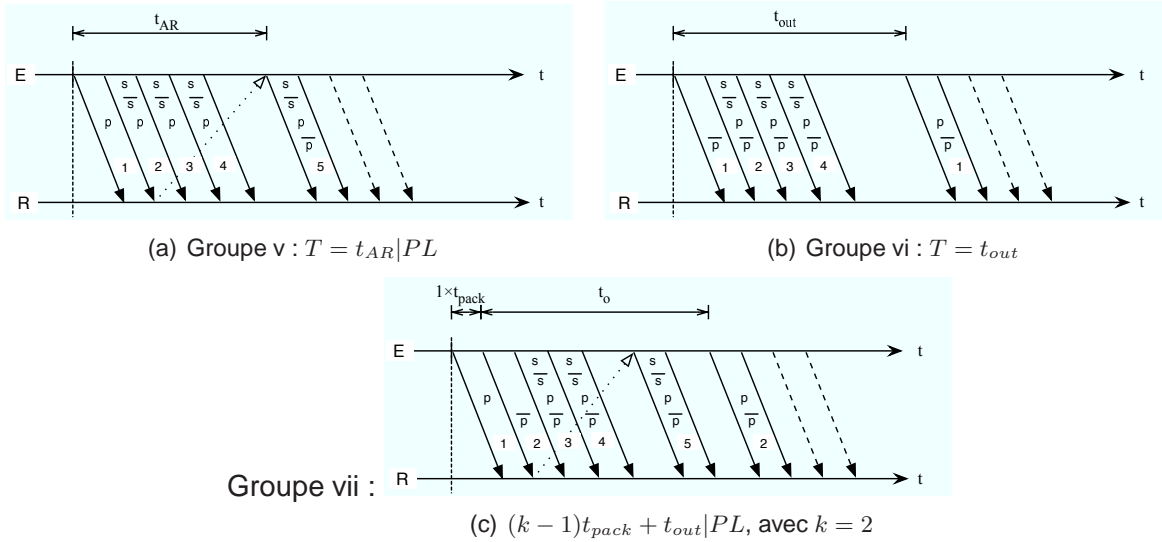 t_AR
E
t
s/s̅ s/s̅ s/s̅ s/s̅
p p p p p/p̅
1 2 3 4 5
R
t
(a) Groupe v : T = t_AR|PL
t_out
E
t
s/s̅ s/s̅ s/s̅
p̅ p/p̅ p/p̅ p/p̅ p/p̅
1 2 3 4 1
R
t
(b) Groupe vi : T = t_out
1×t_pack
t_o
E
t
s/s̅ s/s̅ s/s̅
p p̅ p/p̅ p/p̅ p/p̅ p/p̅
1 2 3 4 5 2
R
t
Groupe vii :
(c) (k − 1)t_pack + t_out|PL, avec k = 2